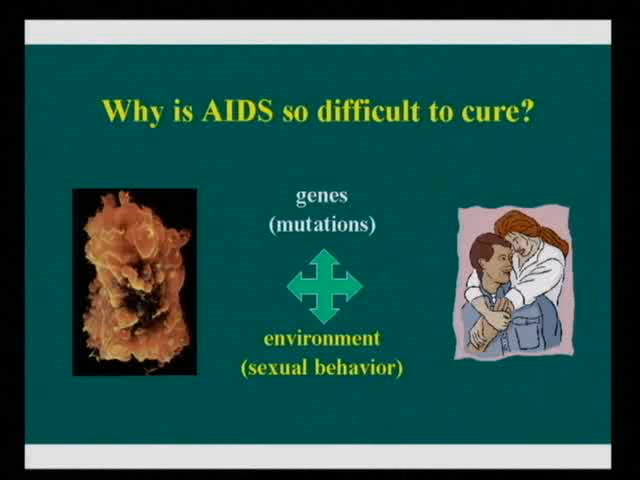 Why is AIDS so difficult to cure?
genes
(mutations)
environment
(sexual behavior)